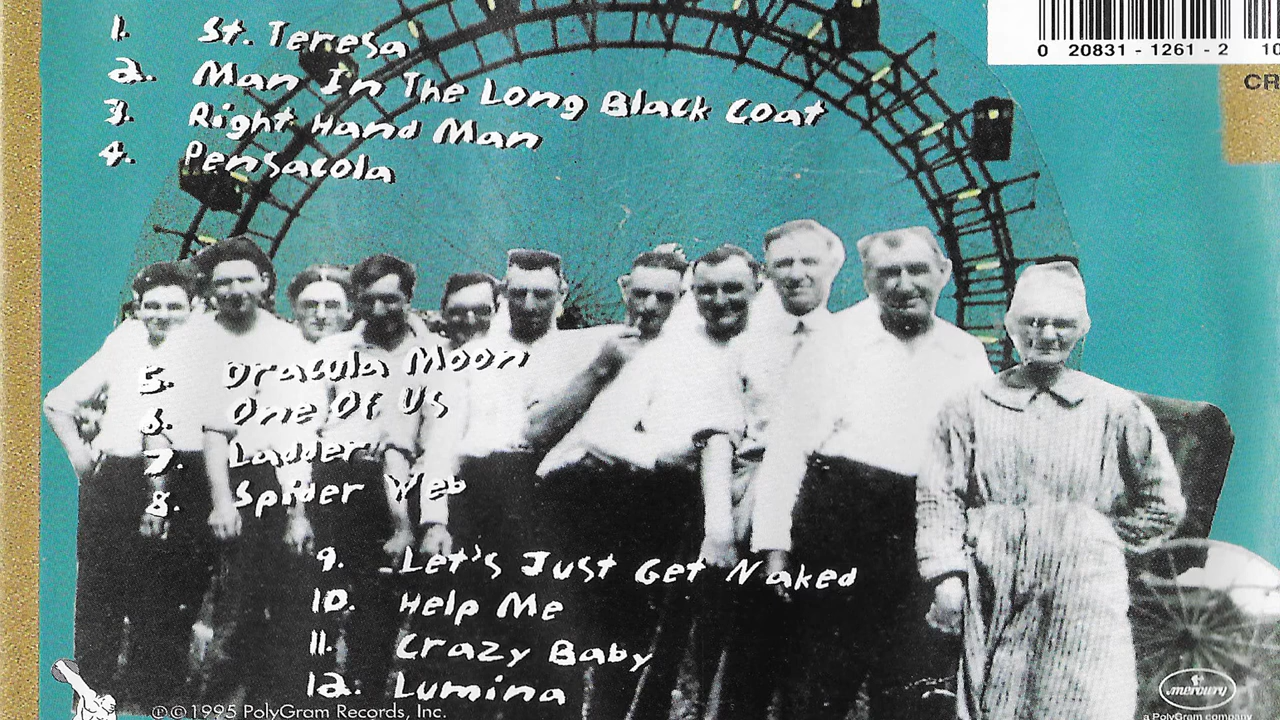 0 20831-1261-2 10
CR
1. St. Teresa
2. Man In The Long Black Coat
3. Right Hand Man
4. Pensacola
5. Dracula Moon
6. One Of Us
7. Ladder
8. Spider Web
9. Let's Just Get Naked
10. Help Me
11. Crazy Baby
12. Lumina
℗©1995 PolyGram Records, Inc.
mercury
a PolyGram company